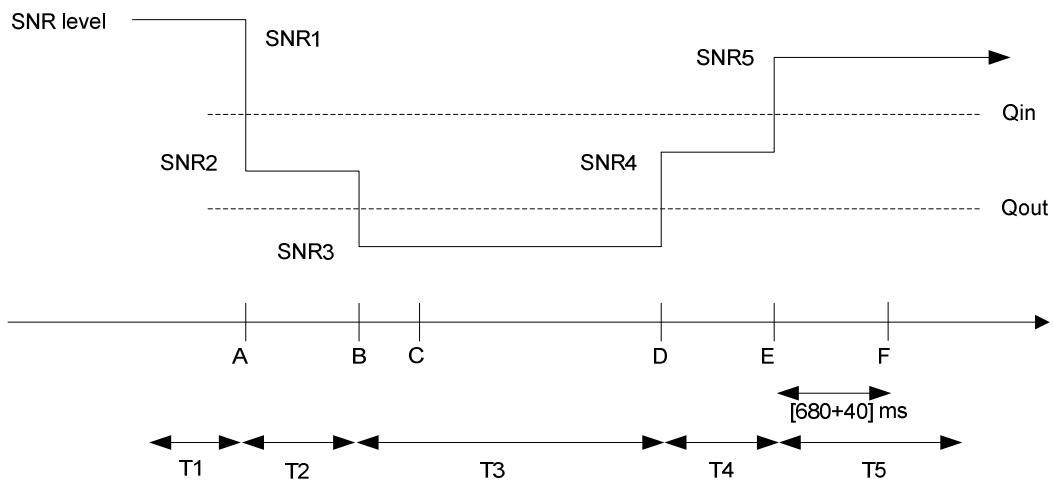 SNR level
SNR1
SNR5
Qin
SNR2
SNR4
Qout
SNR3
A
B
C
D
E
F
[680+40] ms
T1
T2
T3
T4
T5